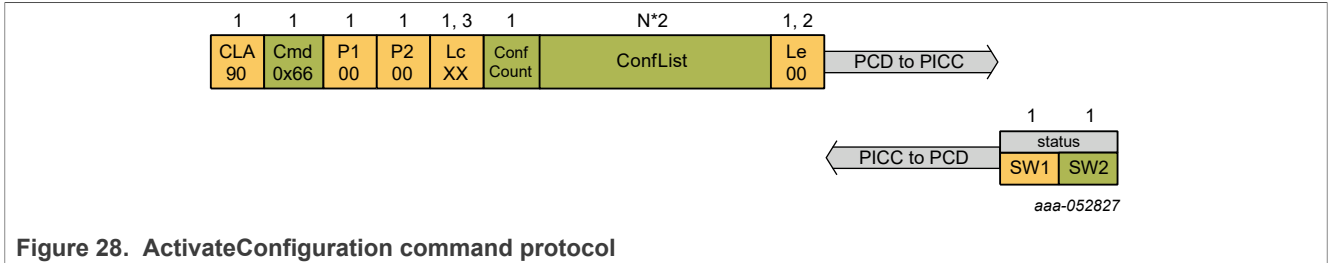 1 1 1 1 1, 3 1 N*2 1, 2
CLA Cmd P1 P2 Lc Conf ConfList Le PCD to PICC
90 0x66 00 00 XX Count 00
1 1
status
PICC to PCD SW1 SW2
aaa-052827
Figure 28. ActivateConfiguration command protocol